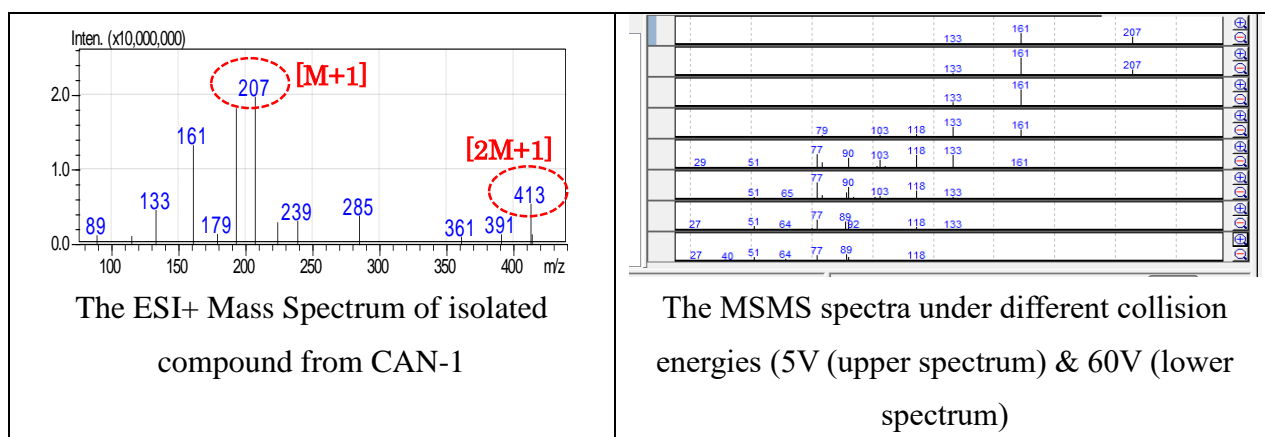 Inten. (x10,000,000)
[M+1]
207
2.0
161
[2M+1]
1.0
413
133
239
285
89
179
361
391
0.0
100 150 200 250 300 350 400 m/z
The ESI+ Mass Spectrum of isolated
compound from CAN-1
133 161 207
133 161 207
133 161
79 103 118 133 161
29 51 77 90 103 118 133 161
51 65 77 90 103 118 133
27 51 64 77 89 92 118 133
27 40 51 64 77 89 118
The MSMS spectra under different collision
energies (5V (upper spectrum) & 60V (lower
spectrum)